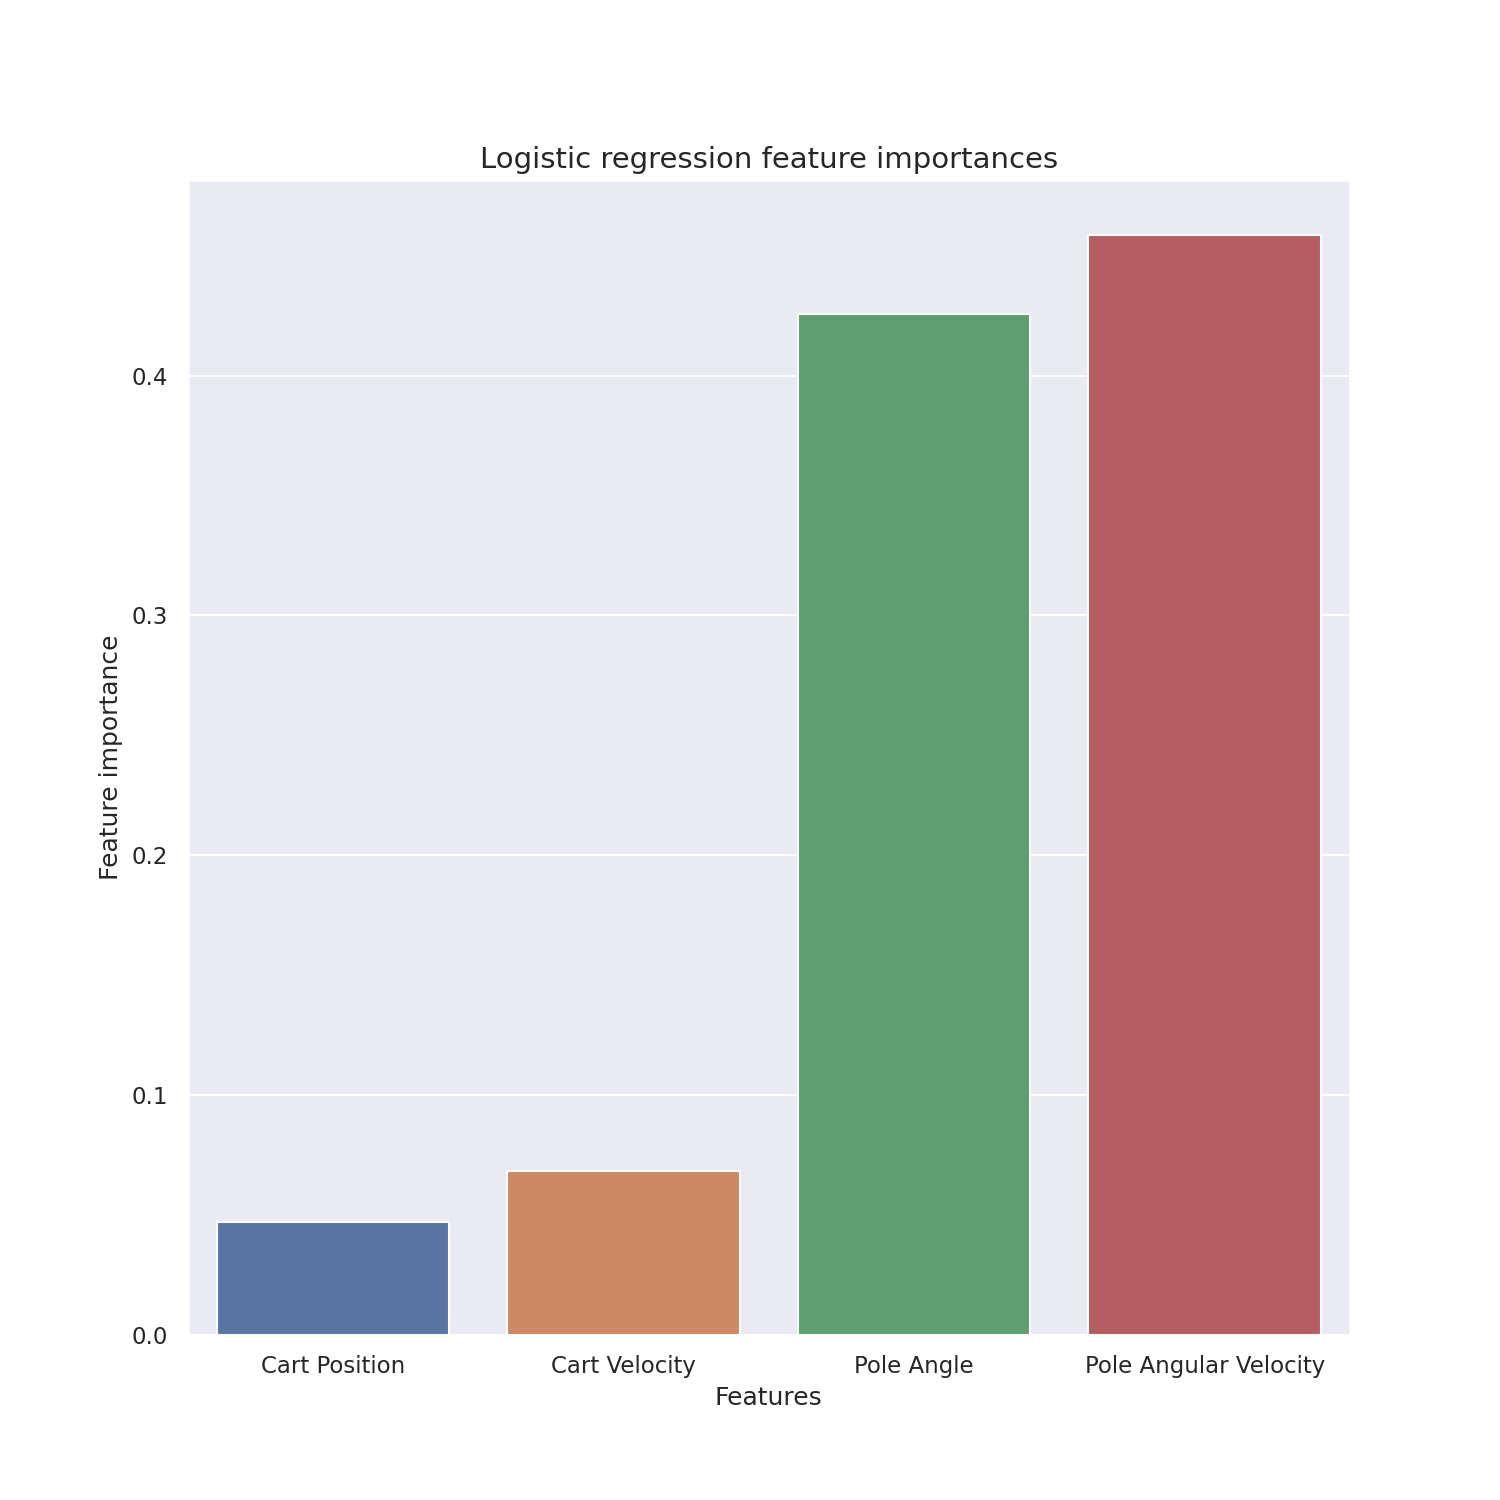 Logistic regression feature importances
Feature importance
0.4
0.3
0.2
0.1
0.0
Cart Position
Cart Velocity
Pole Angle
Pole Angular Velocity
Features